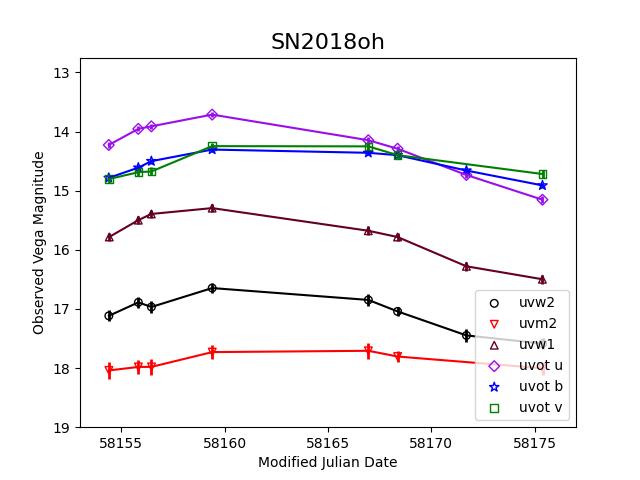 SN2018oh
Observed Vega Magnitude
13
14
15
16
17
18
19
58155
58160
58165
58170
58175
Modified Julian Date
uvw2
uvm2
uvw1
uvot u
uvot b
uvot v